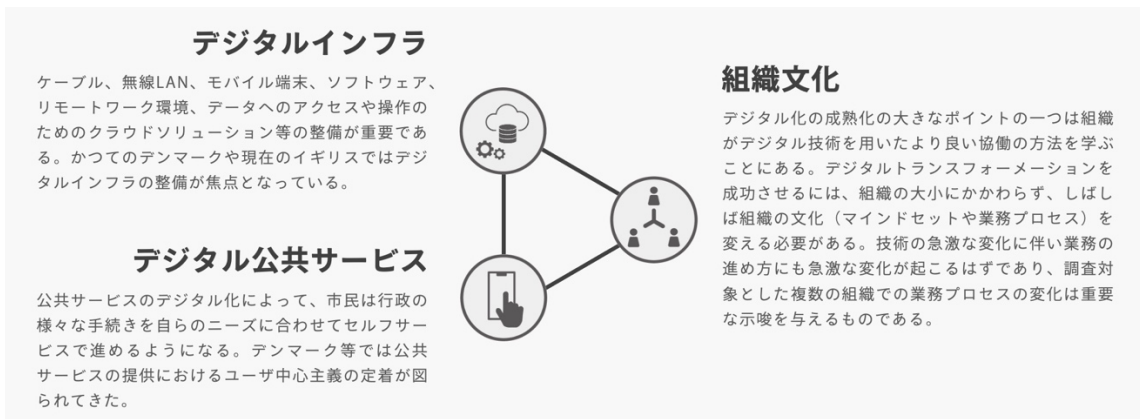 デジタルインフラ
ケーブル、無線LAN、モバイル端末、ソフトウェア、
リモートワーク環境、データへのアクセスや操作の
ためのクラウドソリューション等の整備が重要であ
る。かつてのデンマークや現在のイギリスではデジ
タルインフラの整備が焦点となっている。
デジタル公共サービス
公共サービスのデジタル化によって、市民は行政の
様々な手続きを自らのニーズに合わせてセルフサー
ビスで進めるようになる。デンマーク等では公共
サービスの提供におけるユーザ中心主義の定着が図
られてきた。
組織文化
デジタル化の成熟化の大きなポイントの一つは組織
がデジタル技術を用いたより良い協働の方法を学ぶ
ことにある。デジタルトランスフォーメーションを
成功させるには、組織の大小にかかわらず、しばし
ば組織の文化（マインドセットや業務プロセス）を
変える必要がある。技術の急激な変化に伴い業務の
進め方にも急激な変化が起こるはずであり、調査対
象とした複数の組織での業務プロセスの変化は重要
な示唆を与えるものである。